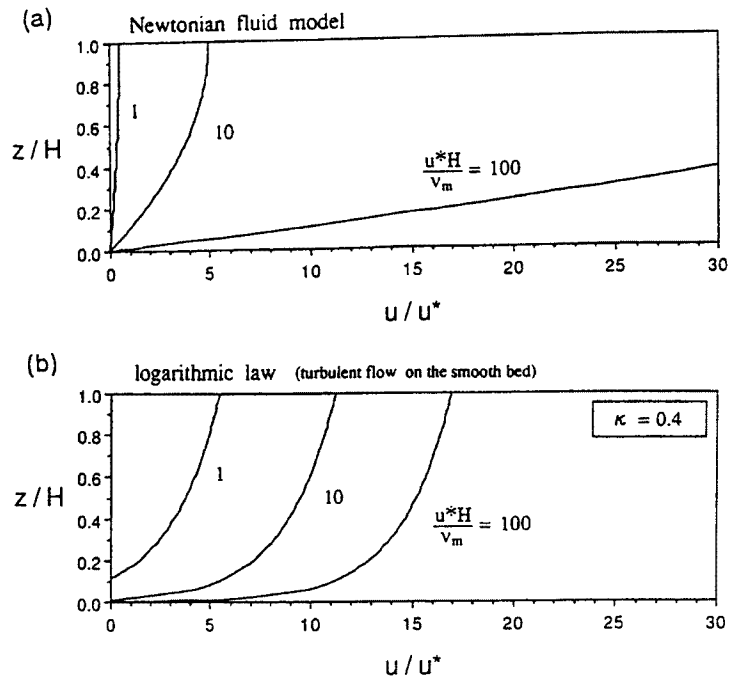 (a)
Newtonian fluid model
1.0
0.8
0.6
z / H
0.4
0.2
0.0
1
10
u*H
ν_m
= 100
0 5 10 15 20 25 30
u / u*
(b)
logarithmic law (turbulent flow on the smooth bed)
1.0
0.8
0.6
z / H
0.4
0.2
0.0
κ = 0.4
1
10
u*H
ν_m
= 100
0 5 10 15 20 25 30
u / u*